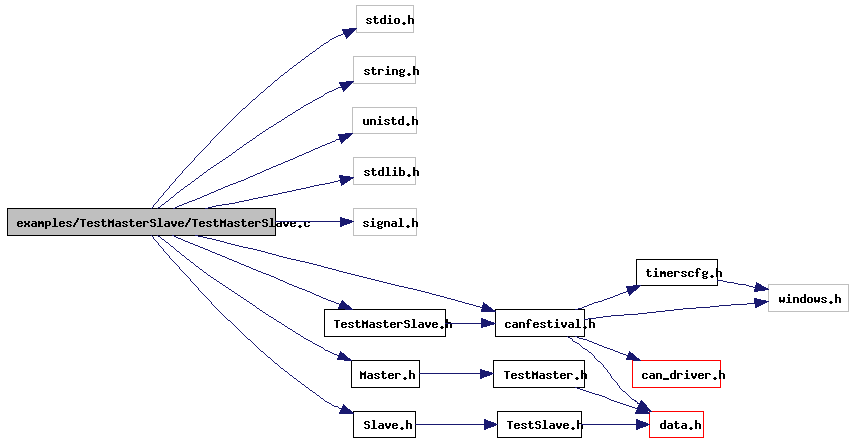 stdio.h
string.h
unistd.h
stdlib.h
examples/TestMasterSlave/TestMasterSlave.c
signal.h
timerscfg.h
windows.h
TestMasterSlave.h
canfestival.h
Master.h
TestMaster.h
can_driver.h
Slave.h
TestSlave.h
data.h